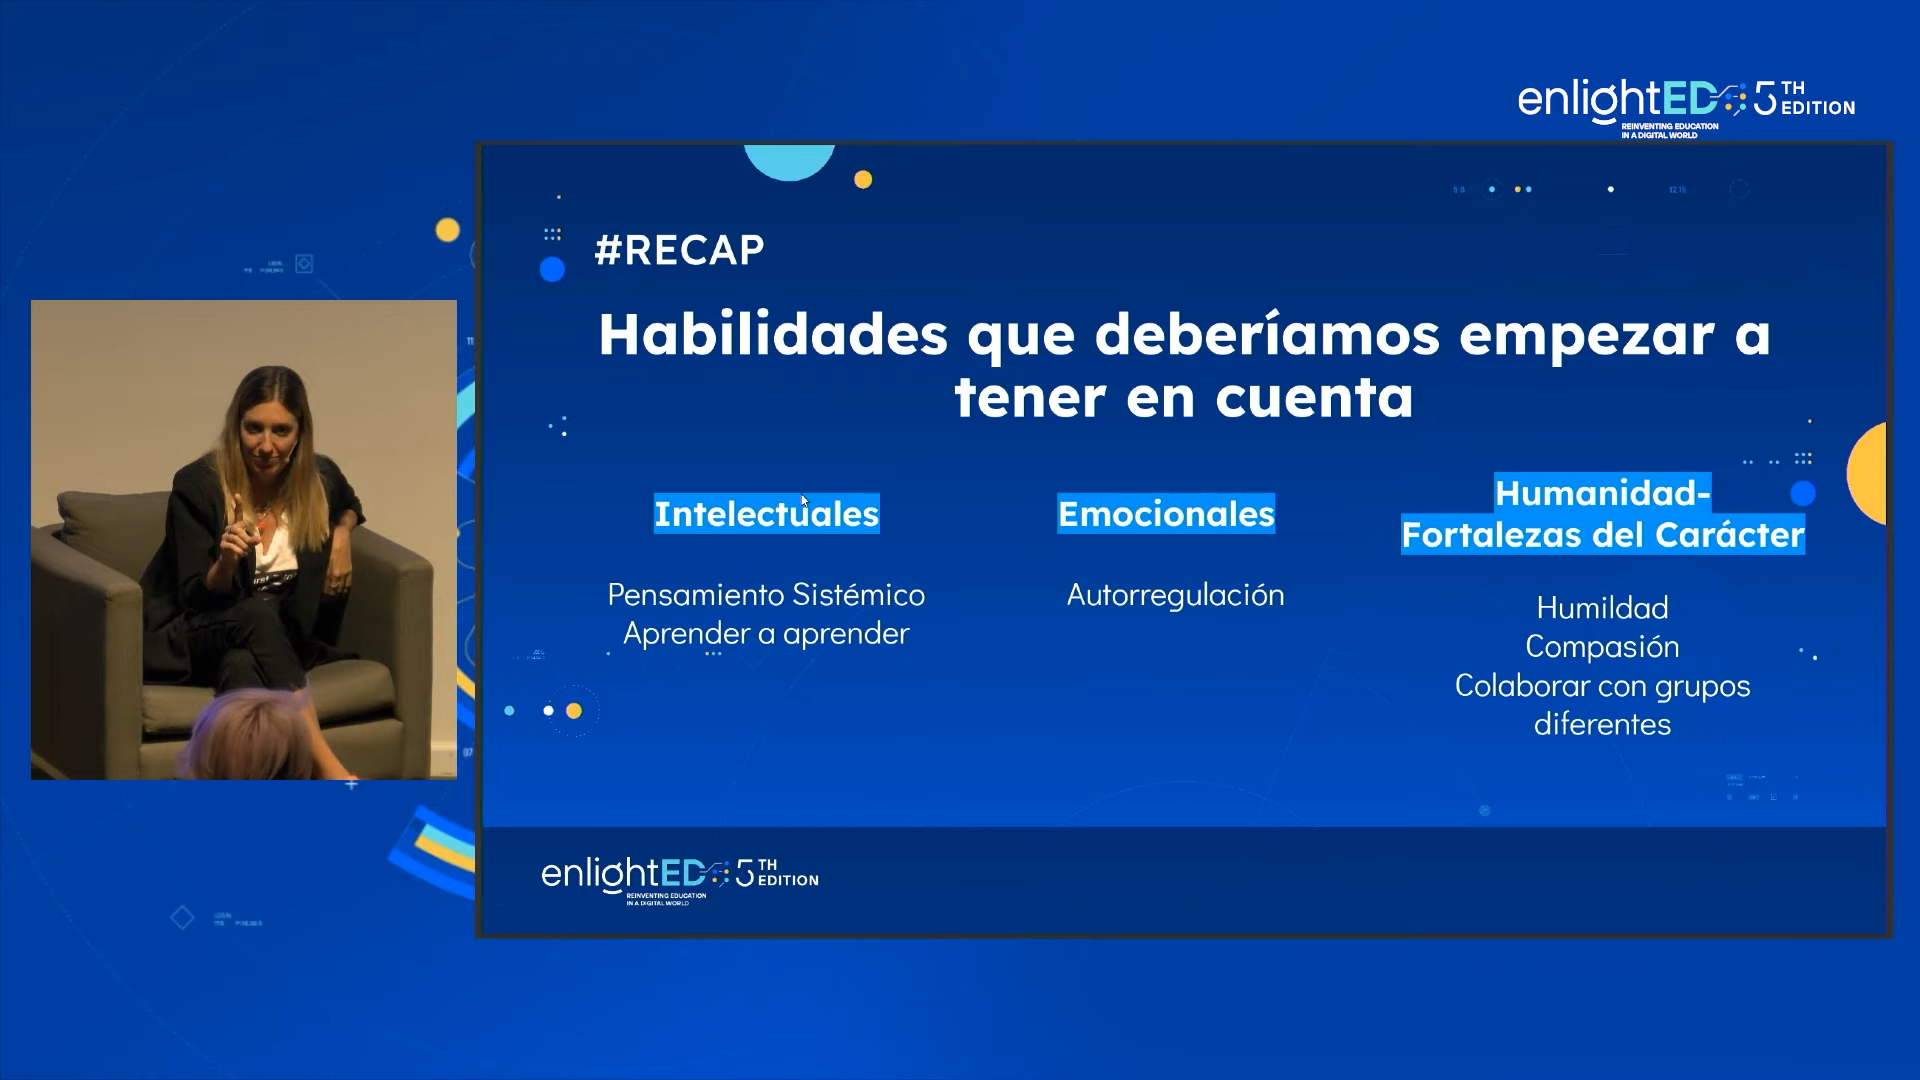 enlightED 5TH EDITION
REINVENTING EDUCATION
IN A DIGITAL WORLD
#RECAP
Habilidades que deberíamos empezar a
tener en cuenta
Intelectuales
Pensamiento Sistémico
Aprender a aprender
Emocionales
Autorregulación
Humanidad-
Fortalezas del Carácter
Humildad
Compasión
Colaborar con grupos
diferentes
enlightED 5TH EDITION
REINVENTING EDUCATION
IN A DIGITAL WORLD